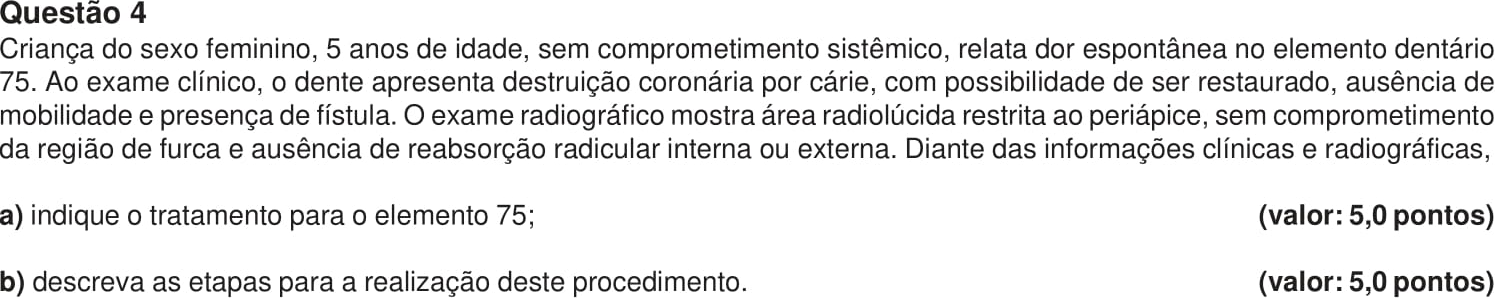 Questão 4
Criança do sexo feminino, 5 anos de idade, sem comprometimento sistêmico, relata dor espontânea no elemento dentário
75. Ao exame clínico, o dente apresenta destruição coronária por cárie, com possibilidade de ser restaurado, ausência de
mobilidade e presença de fístula. O exame radiográfico mostra área radiolúcida restrita ao periápice, sem comprometimento
da região de furca e ausência de reabsorção radicular interna ou externa. Diante das informações clínicas e radiográficas,
a) indique o tratamento para o elemento 75; (valor: 5,0 pontos)
b) descreva as etapas para a realização deste procedimento. (valor: 5,0 pontos)